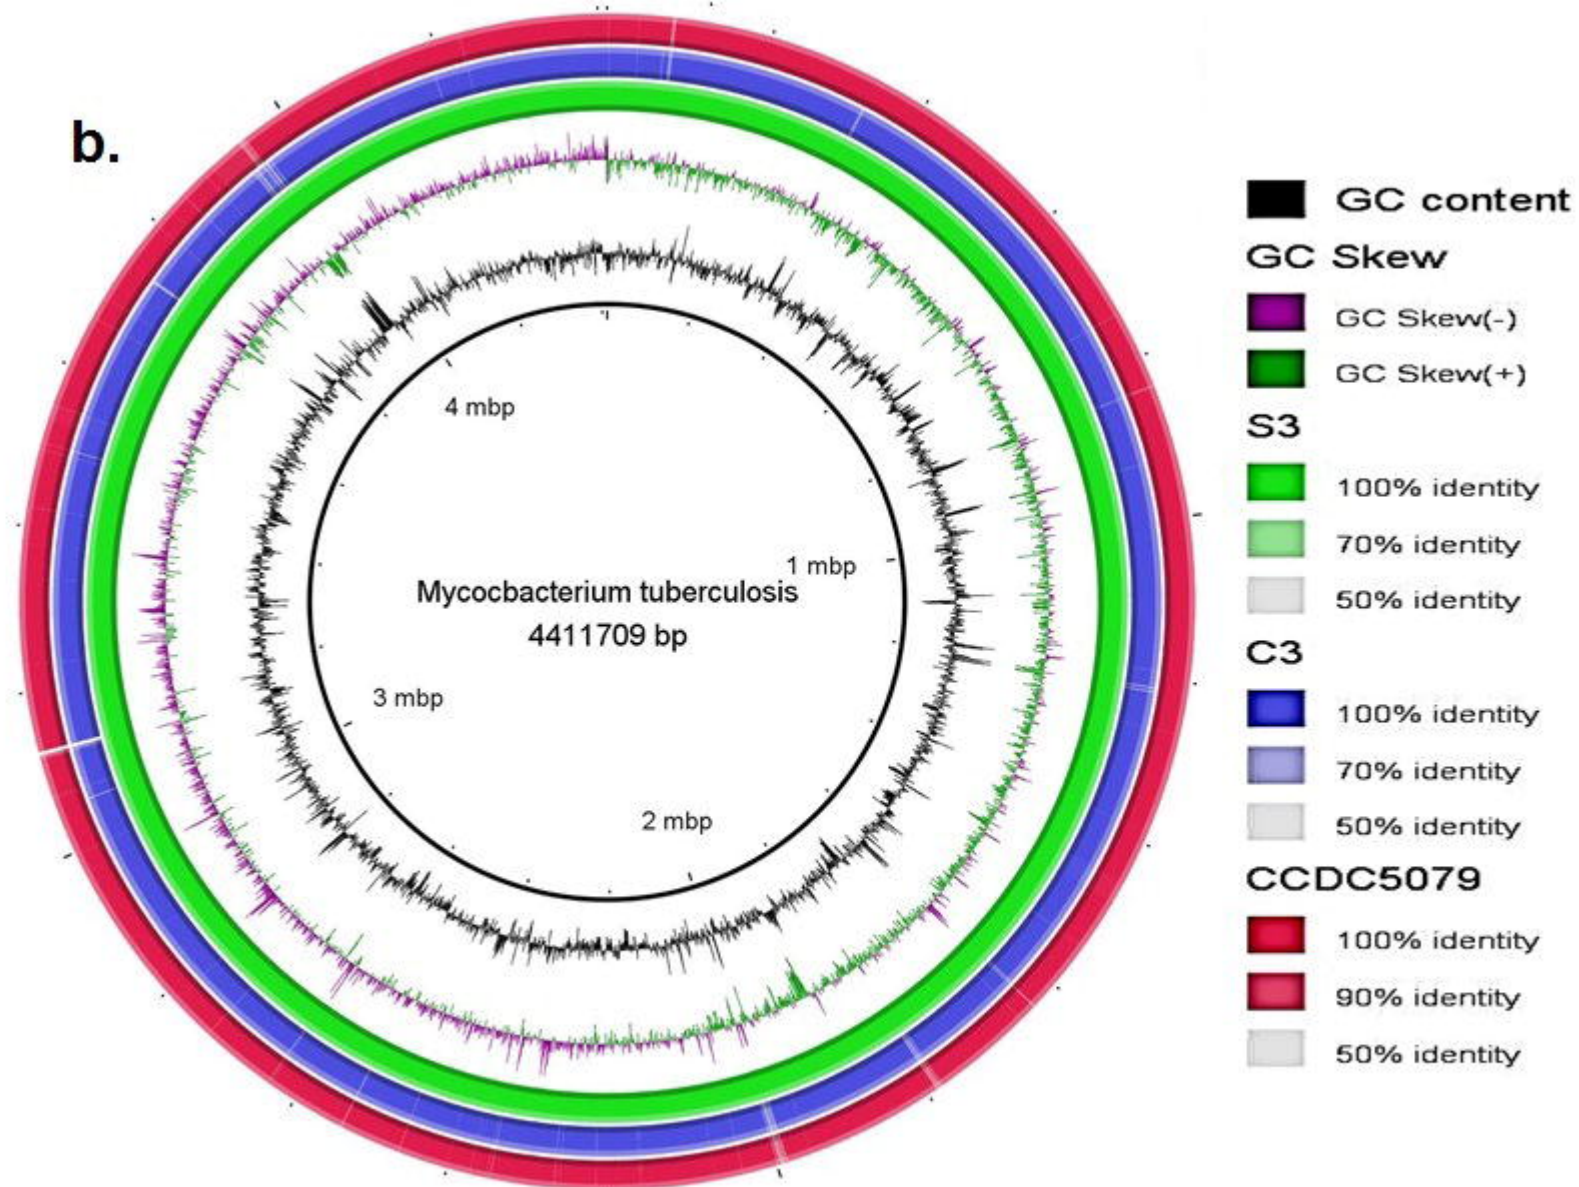 b.
4 mbp
1 mbp
Mycocbacterium tuberculosis
4411709 bp
3 mbp
2 mbp
GC content
GC Skew
GC Skew(-)
GC Skew(+)
S3
100% identity
70% identity
50% identity
C3
100% identity
70% identity
50% identity
CCDC5079
100% identity
90% identity
50% identity